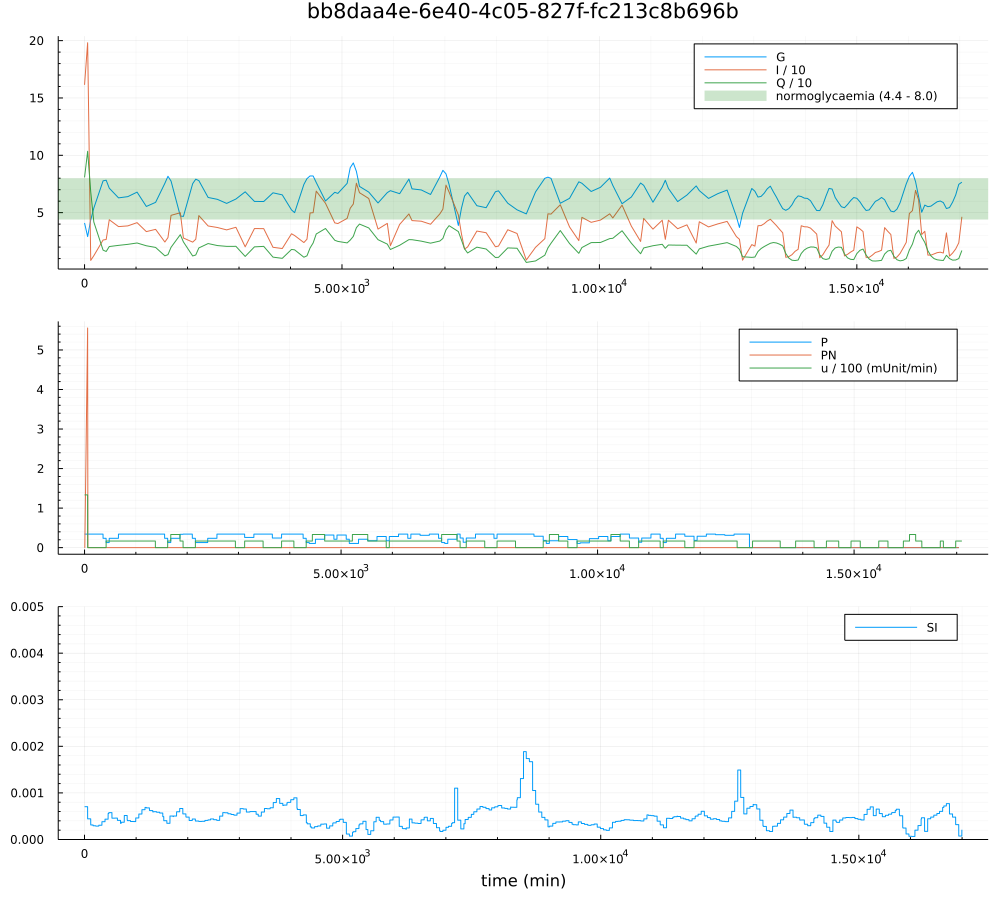 bb8daa4e-6e40-4c05-827f-fc213c8b696b
20
15
10
5
G
I / 10
Q / 10
normoglycaemia (4.4 - 8.0)
0 5.00×10³ 1.00×10⁴ 1.50×10⁴
5
4
3
2
1
0
P
PN
u / 100 (mUnit/min)
0 5.00×10³ 1.00×10⁴ 1.50×10⁴
0.005
0.004
0.003
0.002
0.001
0.000
SI
0 5.00×10³ 1.00×10⁴ 1.50×10⁴
time (min)